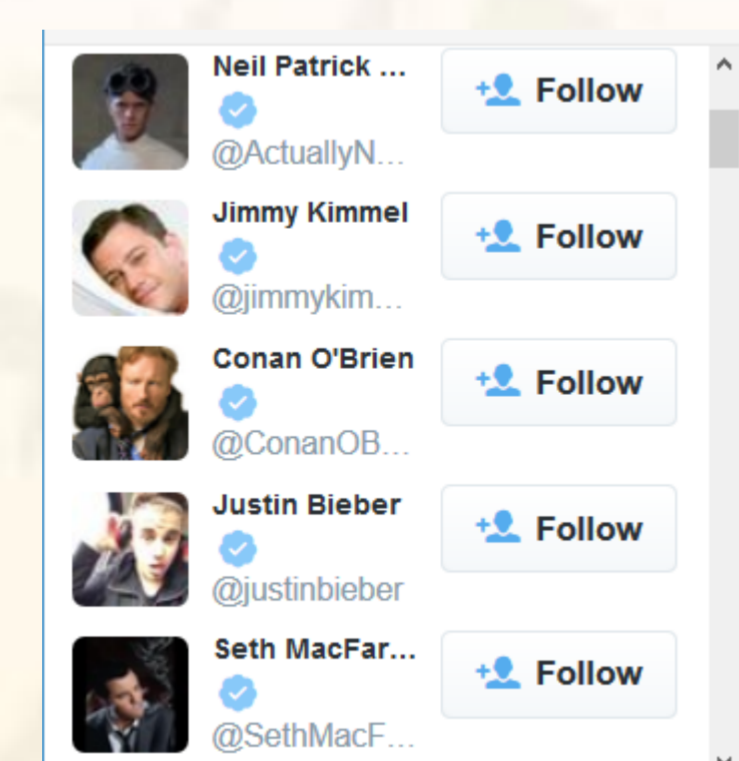 Neil Patrick ...
Follow
@ActuallyN...
Jimmy Kimmel
Follow
@jimmykim...
Conan O'Brien
Follow
@ConanOB...
Justin Bieber
Follow
@justinbieber
Seth MacFar...
Follow
@SethMacF...